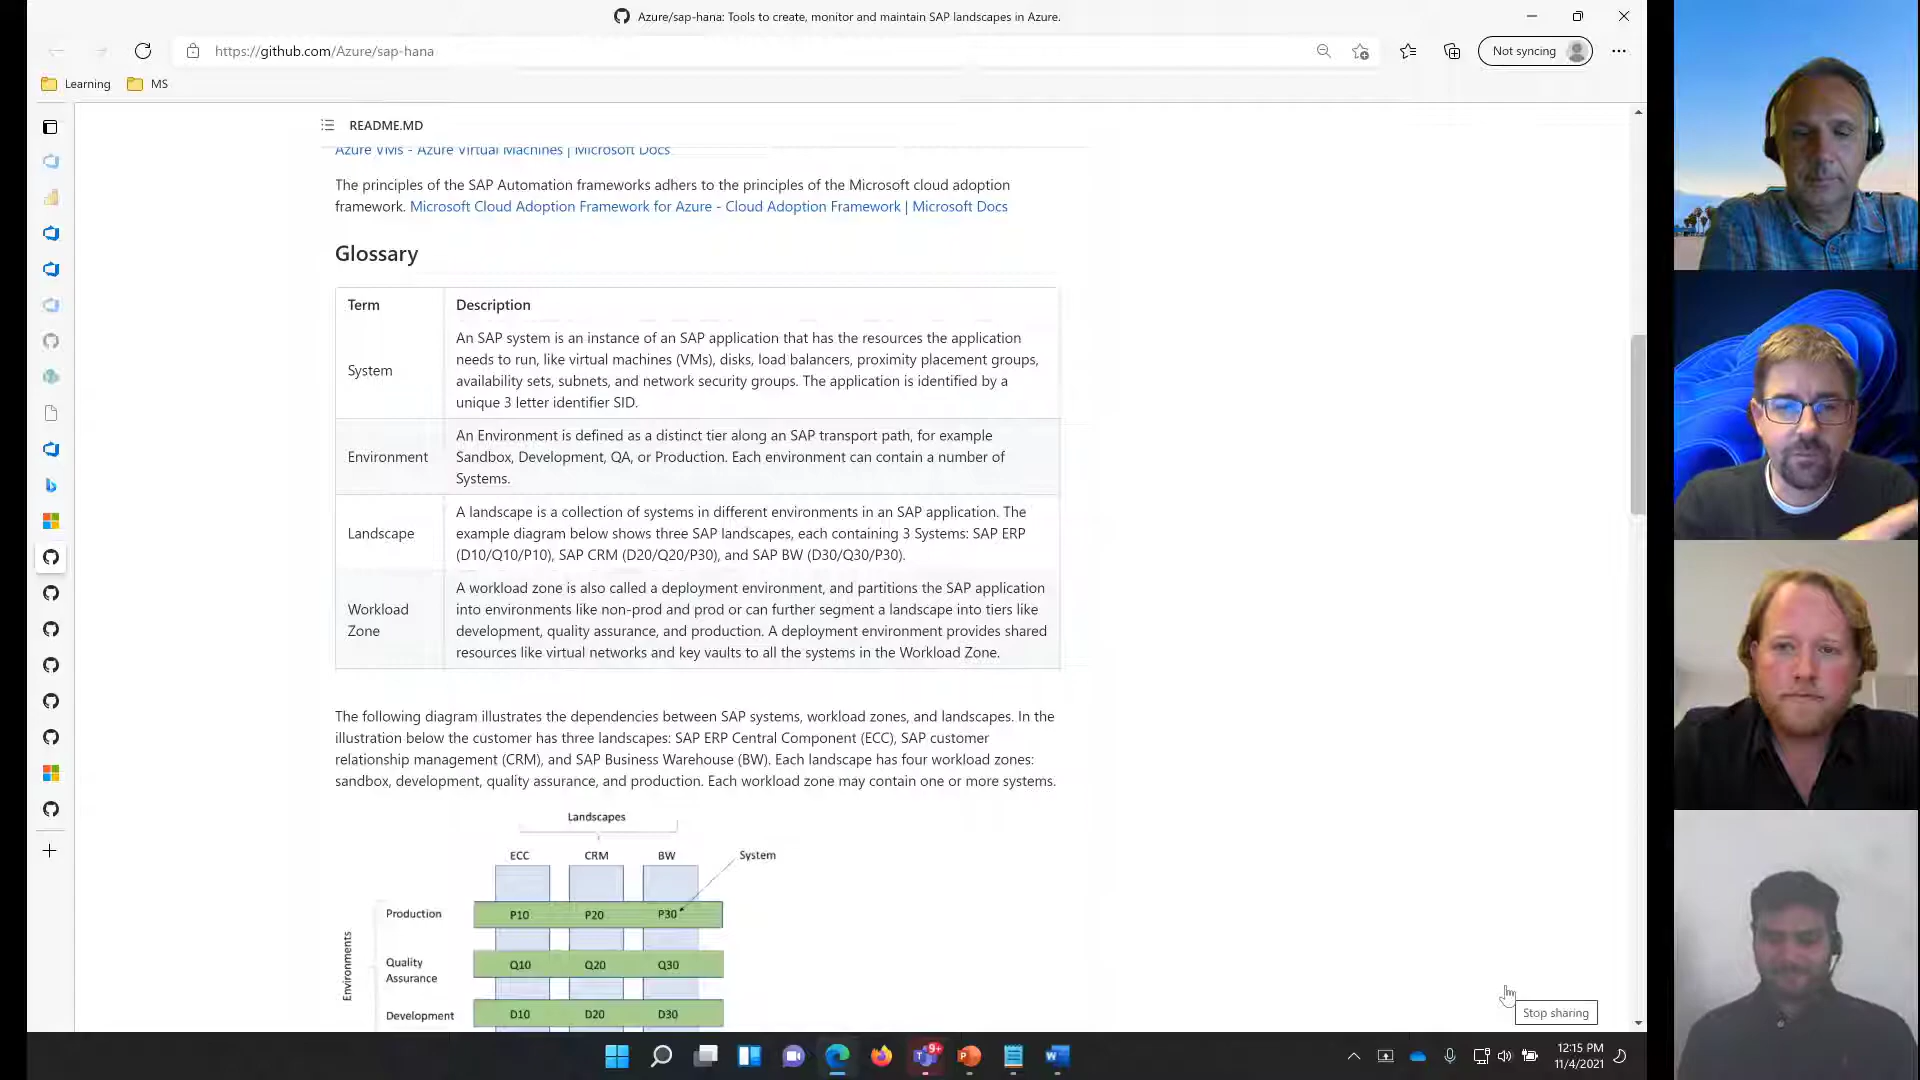 Azure/sap-hana: Tools to create, monitor and maintain SAP landscapes in Azure.
https://github.com/Azure/sap-hana
Not syncing
Learning
MS
README.MD
Azure VMs - Azure Virtual Machines | Microsoft Docs
The principles of the SAP Automation frameworks adhers to the principles of the Microsoft cloud adoption
framework. Microsoft Cloud Adoption Framework for Azure - Cloud Adoption Framework | Microsoft Docs
Glossary
Term
Description
System
An SAP system is an instance of an SAP application that has the resources the application
needs to run, like virtual machines (VMs), disks, load balancers, proximity placement groups,
availability sets, subnets, and network security groups. The application is identified by a
unique 3 letter identifier SID.
Environment
An Environment is defined as a distinct tier along an SAP transport path, for example
Sandbox, Development, QA, or Production. Each environment can contain a number of
Systems.
Landscape
A landscape is a collection of systems in different environments in an SAP application. The
example diagram below shows three SAP landscapes, each containing 3 Systems: SAP ERP
(D10/Q10/P10), SAP CRM (D20/Q20/P30), and SAP BW (D30/Q30/P30).
Workload
Zone
A workload zone is also called a deployment environment, and partitions the SAP application
into environments like non-prod and prod or can further segment a landscape into tiers like
development, quality assurance, and production. A deployment environment provides shared
resources like virtual networks and key vaults to all the systems in the Workload Zone.
The following diagram illustrates the dependencies between SAP systems, workload zones, and landscapes. In the
illustration below the customer has three landscapes: SAP ERP Central Component (ECC), SAP customer
relationship management (CRM), and SAP Business Warehouse (BW). Each landscape has four workload zones:
sandbox, development, quality assurance, and production. Each workload zone may contain one or more systems.
Landscapes
ECC
CRM
BW
System
Environments
Production
P10
P20
P30
Quality
Assurance
Q10
Q20
Q30
Development
D10
D20
D30
Stop sharing
9+
12:15 PM
11/4/2021